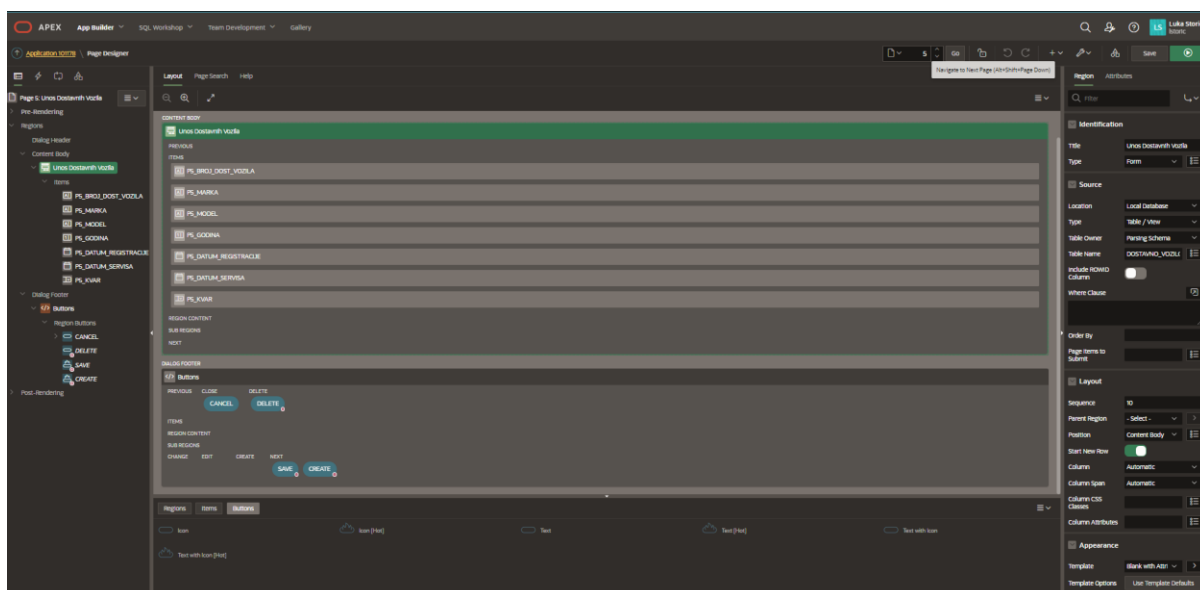 APEX App Builder SQL Workshop Team Development Gallery LS Luka Stori
Application 101178 \ Page Designer 5 Go Save
Navigate to Next Page (Alt+Shift+Page Down)
Layout Page Search Help
Region Attributes
Page 5: Unos Dostavnih Vozila
Filter
Pre-Rendering
Regions
Dialog Header
Content Body
Unos Dostavnih Vozila
Items
P5_BROJ_DOST_VOZILA
P5_MARKA
P5_MODEL
P5_GODINA
P5_DATUM_REGISTRACIJE
P5_DATUM_SERVISA
P5_KVAR
Dialog Footer
Buttons
Region Buttons
CANCEL
DELETE
SAVE
CREATE
Post-Rendering
CONTENT BODY
Unos Dostavnih Vozila
PREVIOUS
ITEMS
P5_BROJ_DOST_VOZILA
P5_MARKA
P5_MODEL
P5_GODINA
P5_DATUM_REGISTRACIJE
P5_DATUM_SERVISA
P5_KVAR
REGION CONTENT
SUB REGIONS
NEXT
DIALOG FOOTER
Buttons
PREVIOUS CLOSE DELETE
CANCEL DELETE
ITEMS
REGION CONTENT
SUB REGIONS
CHANGE EDIT CREATE NEXT
SAVE CREATE
Regions Items Buttons
Icon Icon [Hot] Text Text [Hot] Text with Icon
Text with Icon [Hot]
Identification
Title Unos Dostavnih Vozila
Type Form
Source
Location Local Database
Type Table / View
Table Owner Parsing Schema
Table Name DOSTAVNO_VOZILI
Include ROWID
Column
Where Clause
Order By
Page Items to
Submit
Layout
Sequence 10
Parent Region - Select -
Position Content Body
Start New Row
Column Automatic
Column Span Automatic
Column CSS
Classes
Column Attributes
Appearance
Template Blank with Attri
Template Options Use Template Defaults